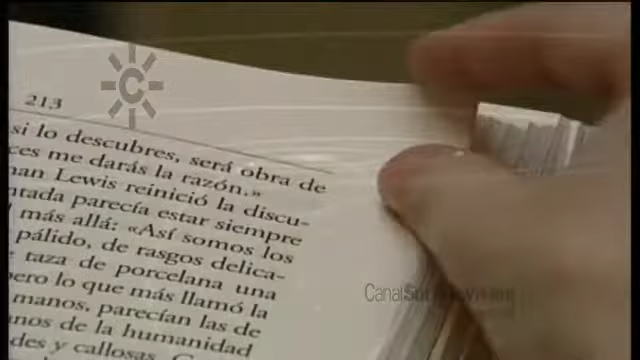 213
si lo descubres, será obra de
ces me darás la razón.»
nan Lewis reinició la discu-
ntada parecía estar siempre
más allá: «Así somos los
pálido, de rasgos delica-
taza de porcelana una
pero lo que más llamó la
manos, parecían las de
nos de la humanidad
des y callosas.
CanalSur Televisión